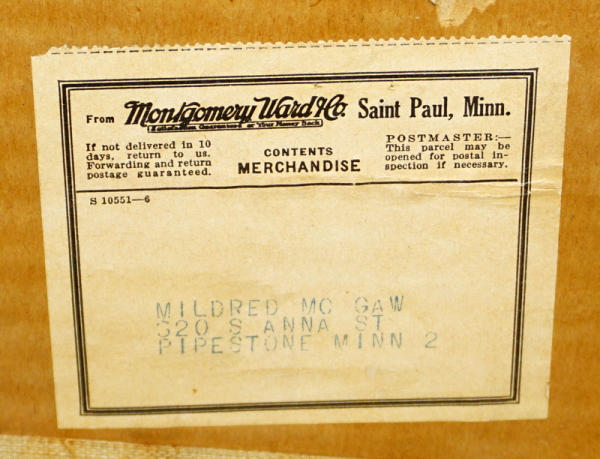 From Montgomery Ward & Co. Saint Paul, Minn.
Satisfaction Guaranteed or Your Money Back
If not delivered in 10
days, return to us.
Forwarding and return
postage guaranteed.
CONTENTS
MERCHANDISE
POSTMASTER:—
This parcel may be
opened for postal in-
spection if necessary.
S 10551—6
MILDRED MC GAW
320 S ANNA ST
PIPESTONE MINN 2